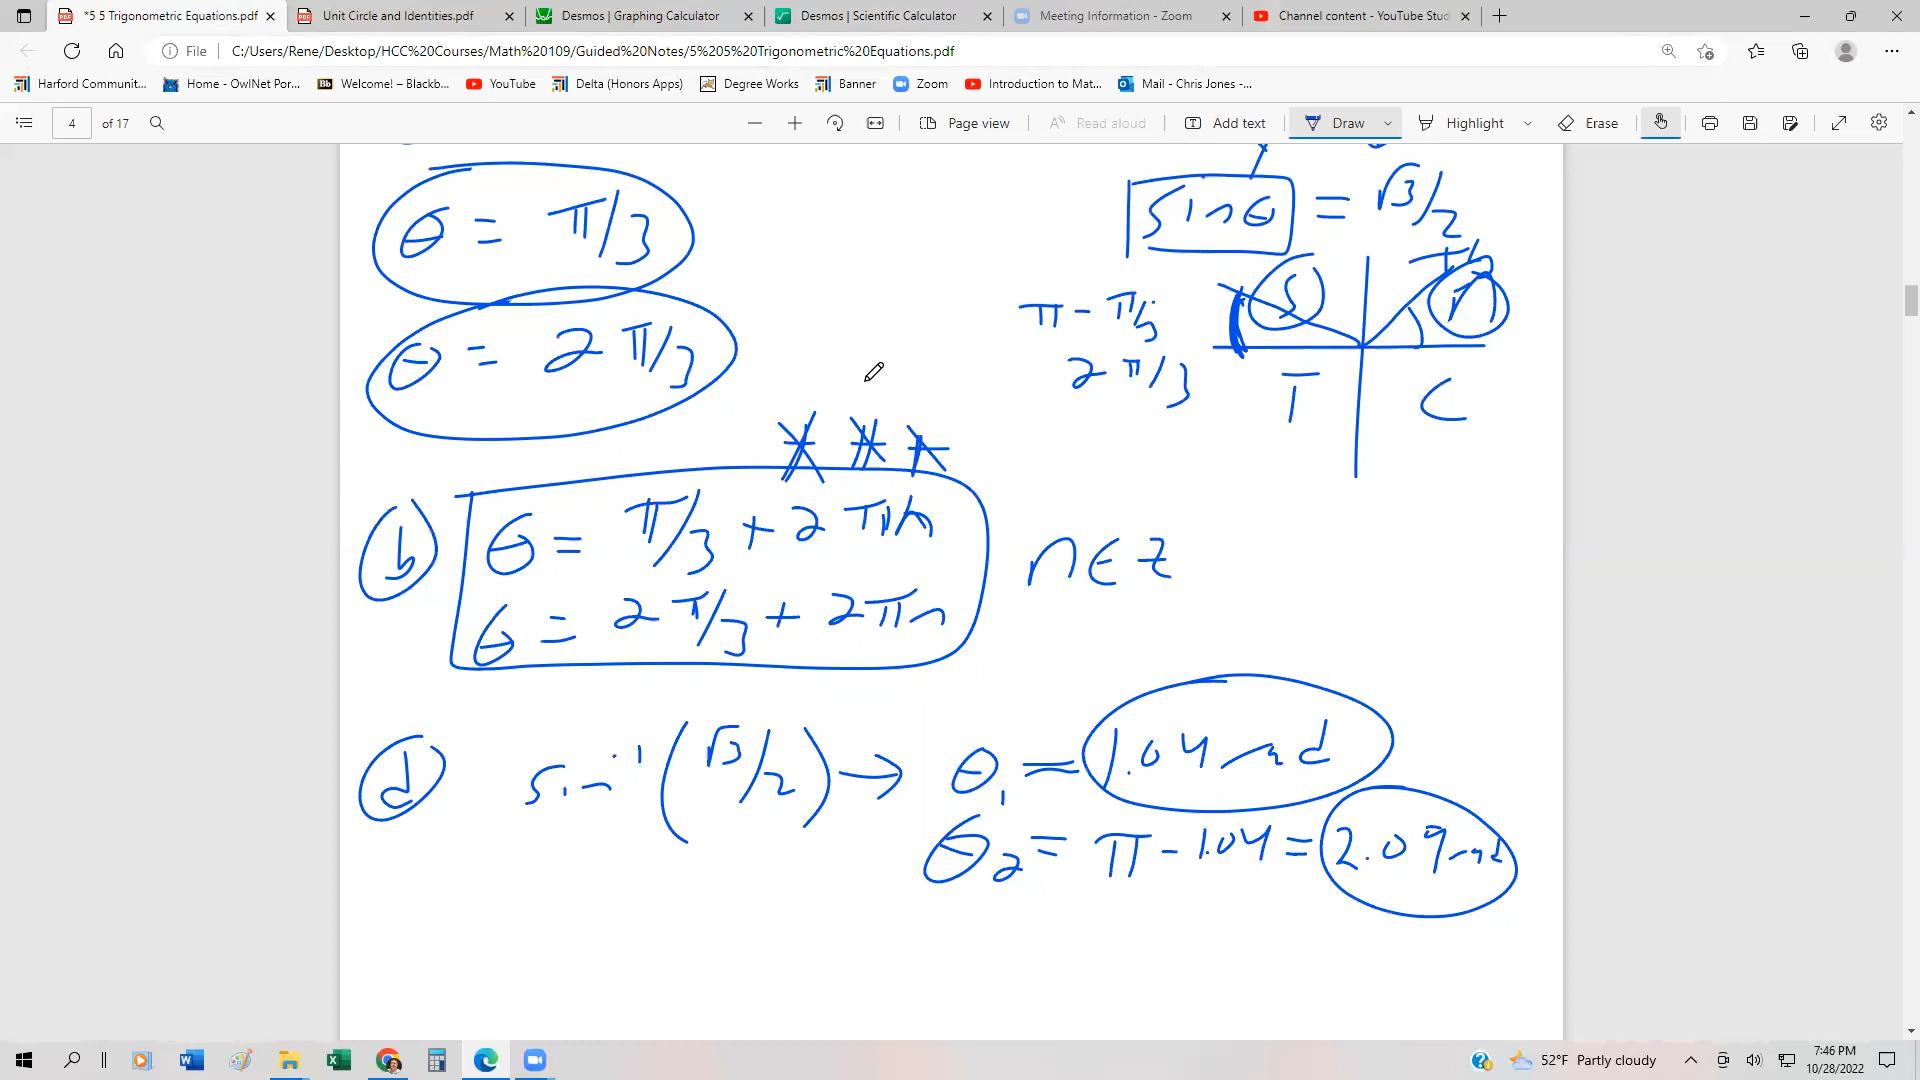 *5 5 Trigonometric Equations.pdf
Unit Circle and Identities.pdf
Desmos | Graphing Calculator
Desmos | Scientific Calculator
Meeting Information - Zoom
Channel content - YouTube Stud
File
C:/Users/Rene/Desktop/HCC%20Courses/Math%20109/Guided%20Notes/5%205%20Trigonometric%20Equations.pdf
Harford Communit...
Home - OwlNet Por...
Bb Welcome! – Blackb...
YouTube
Delta (Honors Apps)
Degree Works
Banner
Zoom
Introduction to Mat...
Mail - Chris Jones -...
4 of 17
Page view
Read aloud
Add text
Draw
Highlight
Erase
sinθ = √3/2
θ = π/3
S
A
π - π/3
θ = 2π/3
2π/3
T
C
b
θ = π/3 + 2πn
n ∈ Z
θ = 2π/3 + 2πn
d
sin⁻¹(√3/2) → θ₁ = 1.04 rad
θ₂ = π - 1.04 = 2.09 rad
52°F Partly cloudy
7:46 PM
10/28/2022